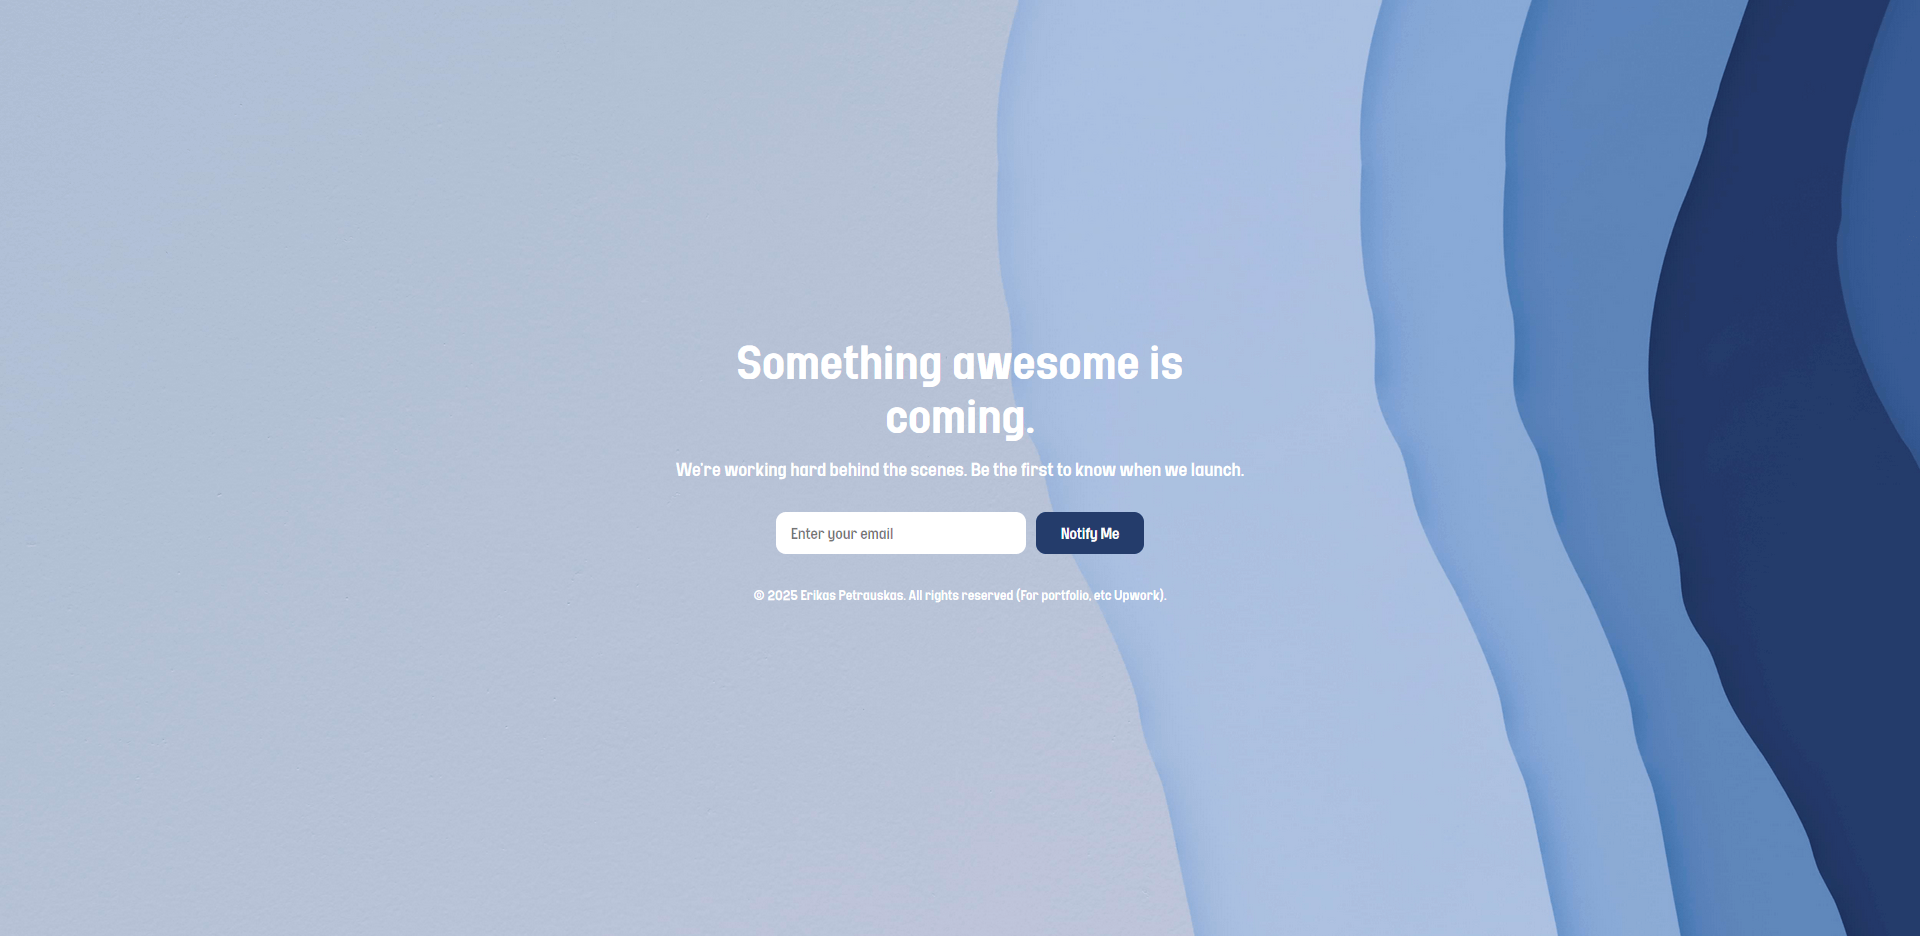 Something awesome is
coming.
We're working hard behind the scenes. Be the first to know when we launch.
Enter your email
Notify Me
© 2025 Erikas Petrauskas. All rights reserved (For portfolio, etc Upwork).